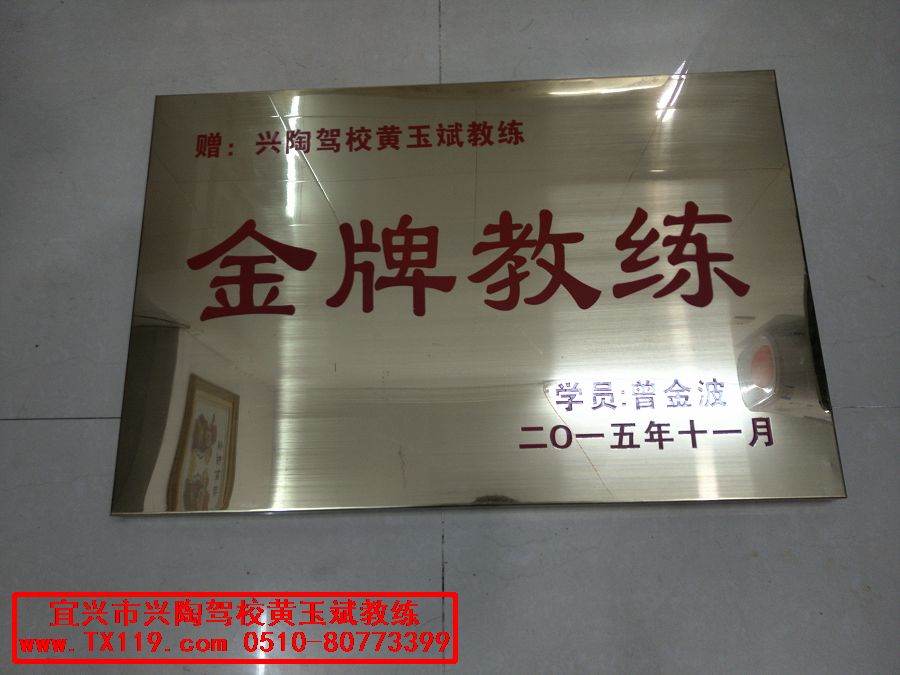 赠：兴陶驾校黄玉斌教练
金牌教练
学员:曾金波
二O一五年十一月
宜兴市兴陶驾校黄玉斌教练
www.TX119.com 0510-80773399